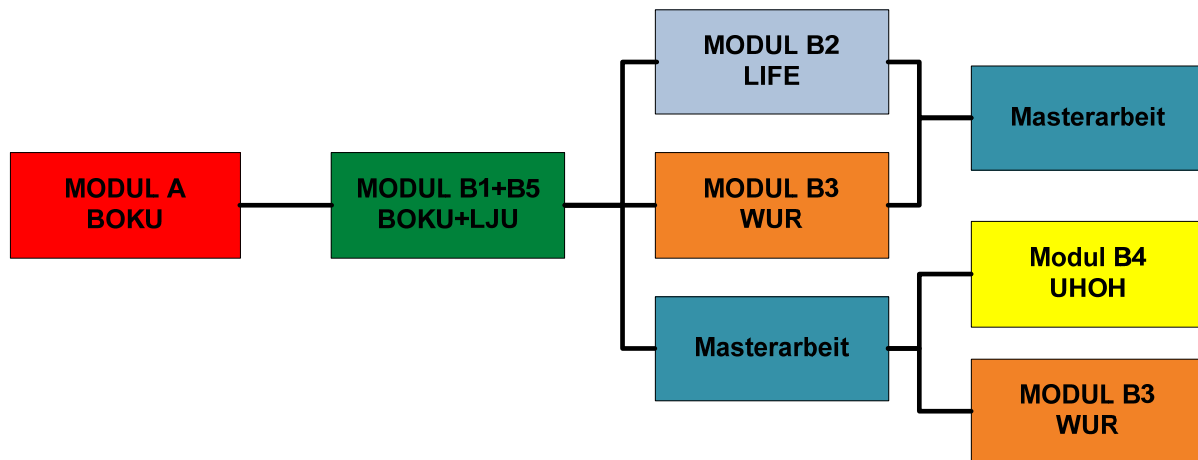 MODUL A
BOKU
MODUL B1+B5
BOKU+LJU
MODUL B2
LIFE
MODUL B3
WUR
Masterarbeit
Masterarbeit
Modul B4
UHOH
MODUL B3
WUR